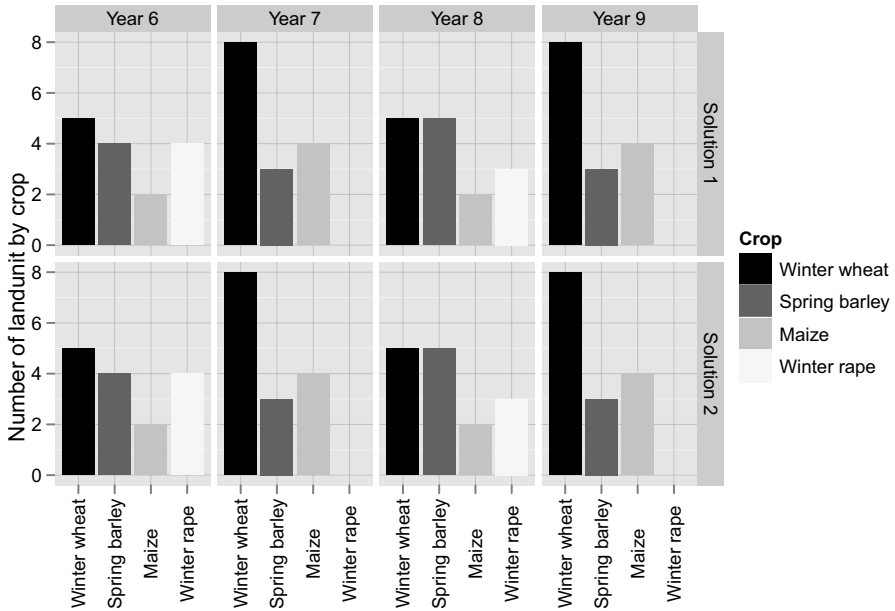 Year 6 Year 7 Year 8 Year 9
8
6
4
2
0
Solution 1
8
6
4
2
0
Solution 2
Number of landunit by crop
Winter wheat Spring barley Maize Winter rape Winter wheat Spring barley Maize Winter rape Winter wheat Spring barley Maize Winter rape Winter wheat Spring barley Maize Winter rape
Crop
Winter wheat
Spring barley
Maize
Winter rape